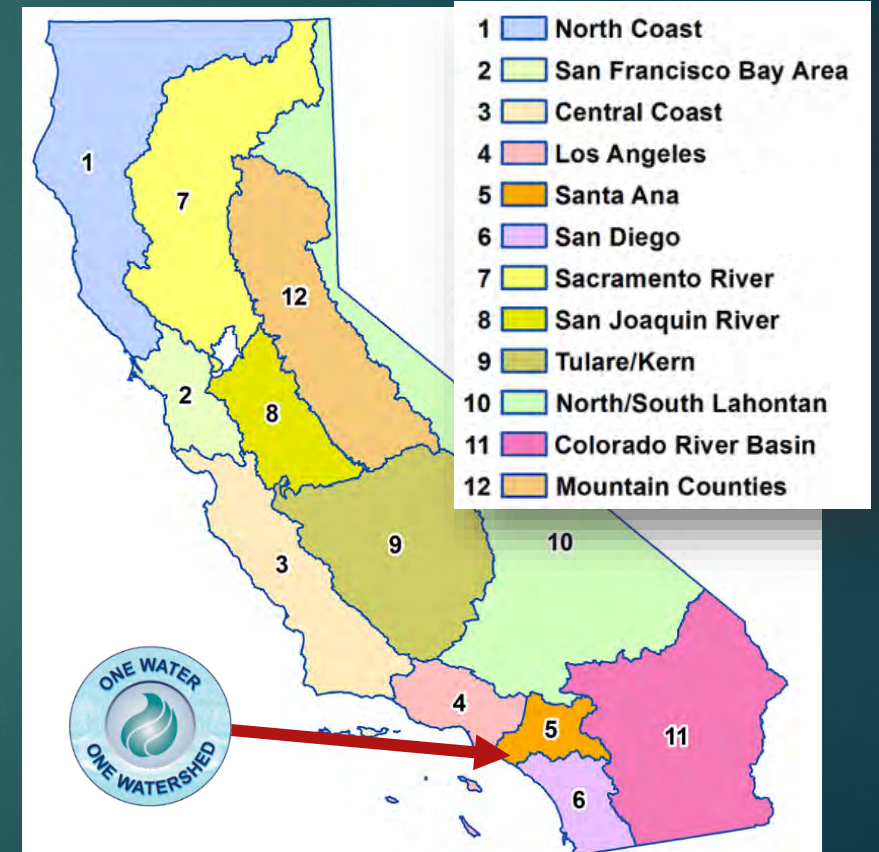 1 North Coast
2 San Francisco Bay Area
3 Central Coast
4 Los Angeles
5 Santa Ana
6 San Diego
7 Sacramento River
8 San Joaquin River
9 Tulare/Kern
10 North/South Lahontan
11 Colorado River Basin
12 Mountain Counties
1
7
12
2
8
9
10
3
4
5
11
6
ONE WATER
ONE WATERSHED